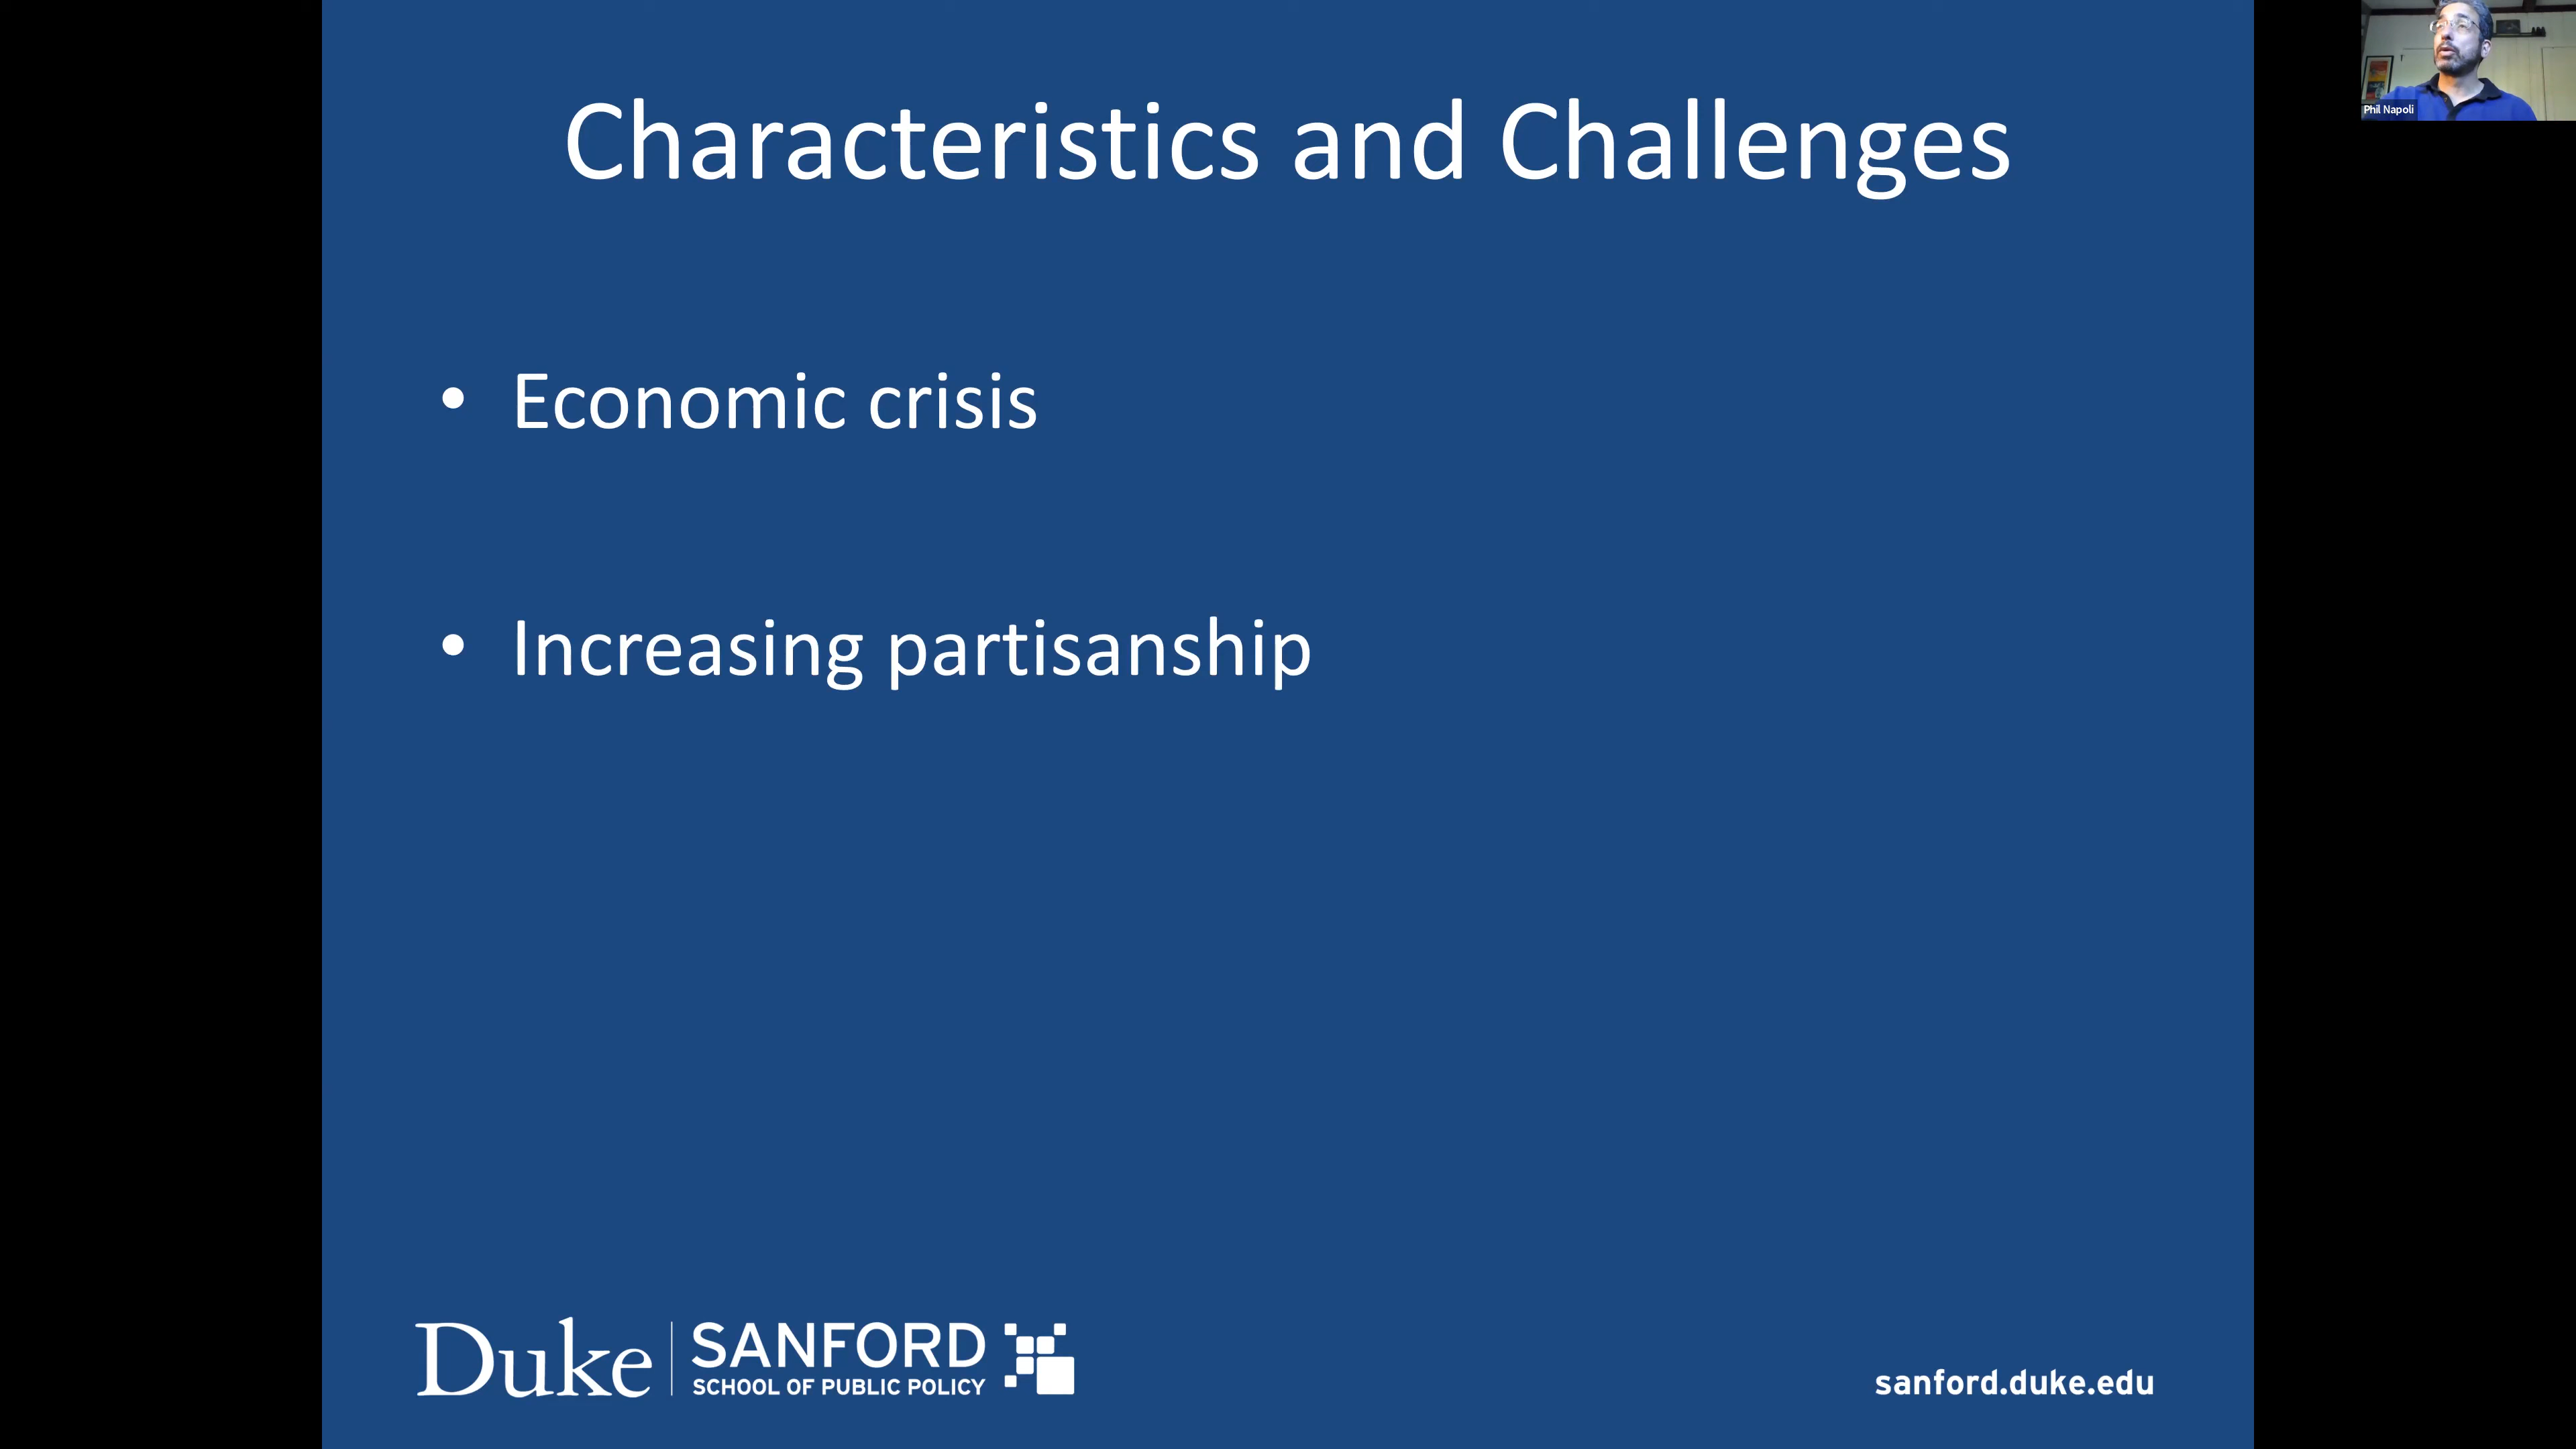 Characteristics and Challenges
Phil Napoli
• Economic crisis
• Increasing partisanship
Duke SANFORD
SCHOOL OF PUBLIC POLICY
sanford.duke.edu